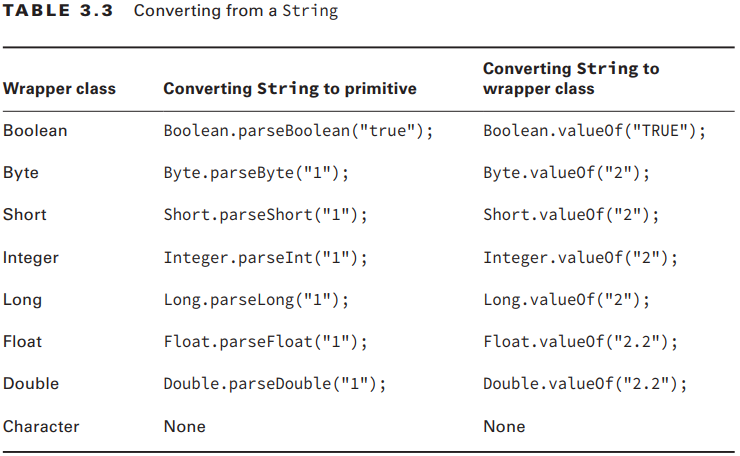 TABLE 3.3 Converting from a String
Wrapper class Converting String to primitive Converting String to wrapper class
Boolean Boolean.parseBoolean("true"); Boolean.valueOf("TRUE");
Byte Byte.parseByte("1"); Byte.valueOf("2");
Short Short.parseShort("1"); Short.valueOf("2");
Integer Integer.parseInt("1"); Integer.valueOf("2");
Long Long.parseLong("1"); Long.valueOf("2");
Float Float.parseFloat("1"); Float.valueOf("2.2");
Double Double.parseDouble("1"); Double.valueOf("2.2");
Character None None